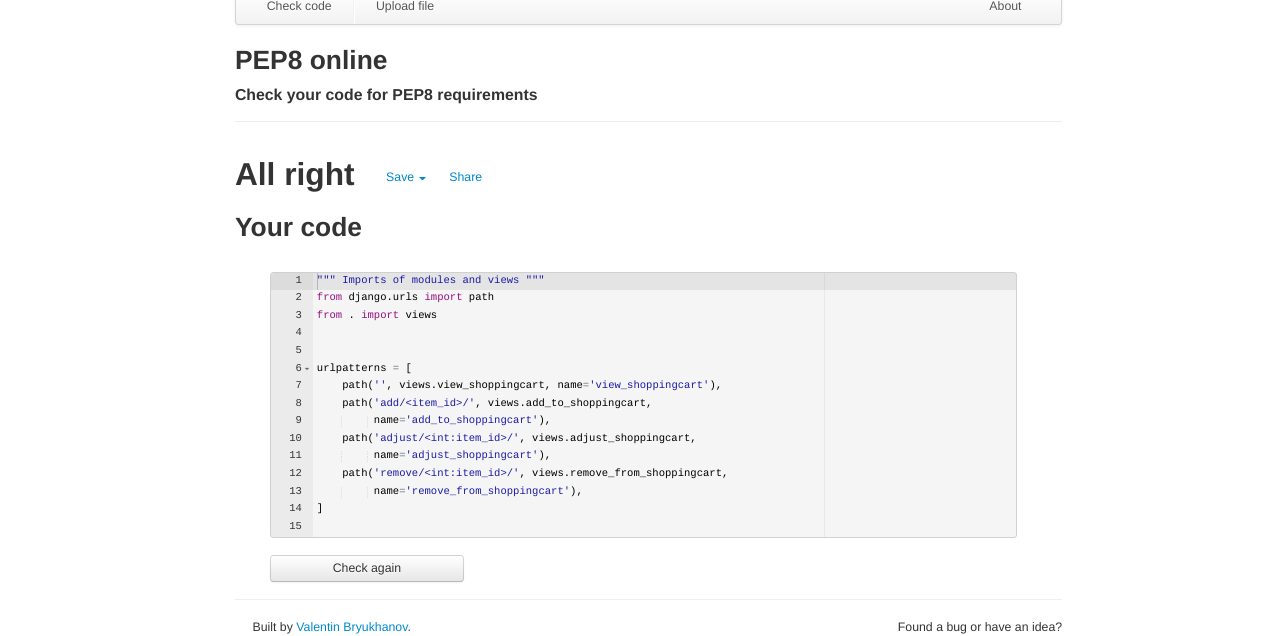 Check code Upload file About
PEP8 online
Check your code for PEP8 requirements
All right Save Share
Your code
1 """ Imports of modules and views """
2 from django.urls import path
3 from . import views
4
5
6 urlpatterns = [
7     path('', views.view_shoppingcart, name='view_shoppingcart'),
8     path('add/<item_id>/', views.add_to_shoppingcart,
9          name='add_to_shoppingcart'),
10     path('adjust/<int:item_id>/', views.adjust_shoppingcart,
11          name='adjust_shoppingcart'),
12     path('remove/<int:item_id>/', views.remove_from_shoppingcart,
13          name='remove_from_shoppingcart'),
14 ]
15
Check again
Built by Valentin Bryukhanov. Found a bug or have an idea?